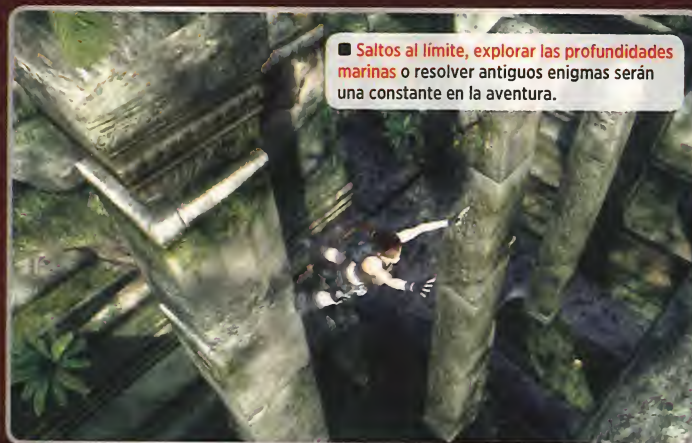 ■ Saltos al límite, explorar las profundidades
marinas o resolver antiguos enigmas serán
una constante en la aventura.